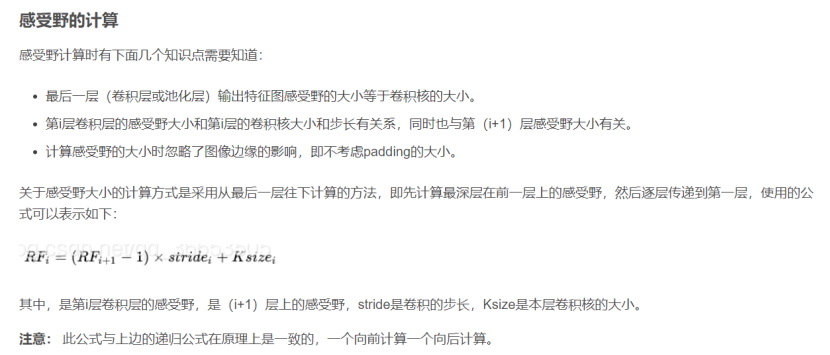 感受野的计算
感受野计算时有下面几个知识点需要知道：
• 最后一层（卷积层或池化层）输出特征图感受野的大小等于卷积核的大小。
• 第i层卷积层的感受野大小和第i层的卷积核大小和步长有关系，同时也与第（i+1）层感受野大小有关。
• 计算感受野的大小时忽略了图像边缘的影响，即不考虑padding的大小。
关于感受野大小的计算方式是采用从最后一层往下计算的方法，即先计算最深层在前一层上的感受野，然后逐层传递到第一层，使用的公
式可以表示如下：
RF_i = (RF_{i+1} − 1) × stride_i + Ksize_i
其中，是第i层卷积层的感受野，是（i+1）层上的感受野，stride是卷积的步长，Ksize是本层卷积核的大小。
注意： 此公式与上边的递归公式在原理上是一致的，一个向前计算一个向后计算。